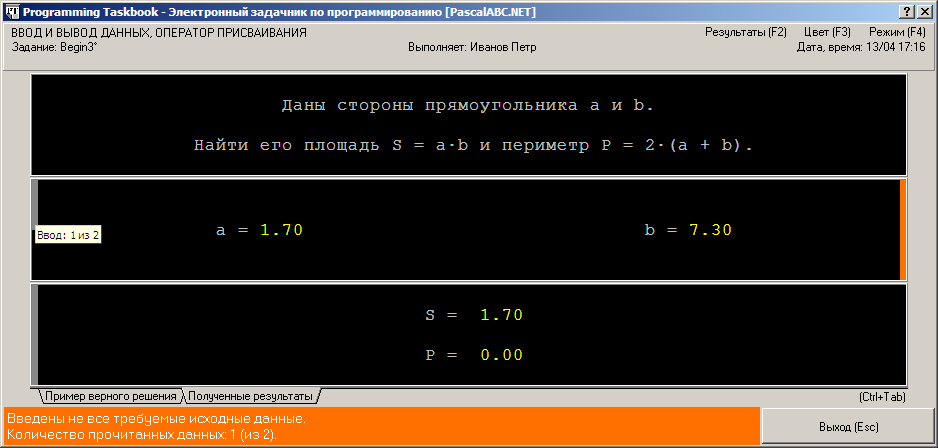 Programming Taskbook - Электронный задачник по программированию [PascalABC.NET]
ВВОД И ВЫВОД ДАННЫХ, ОПЕРАТОР ПРИСВАИВАНИЯ
Результаты (F2) Цвет (F3) Режим (F4)
Задание: Begin3°
Выполняет: Иванов Петр
Дата, время: 13/04 17:16
Даны стороны прямоугольника a и b.
Найти его площадь S = a·b и периметр P = 2·(a + b).
a = 1.70
b = 7.30
Ввод: 1 из 2
S = 1.70
P = 0.00
Пример верного решения
Полученные результаты
(Ctrl+Tab)
Введены не все требуемые исходные данные.
Количество прочитанных данных: 1 (из 2).
Выход (Esc)